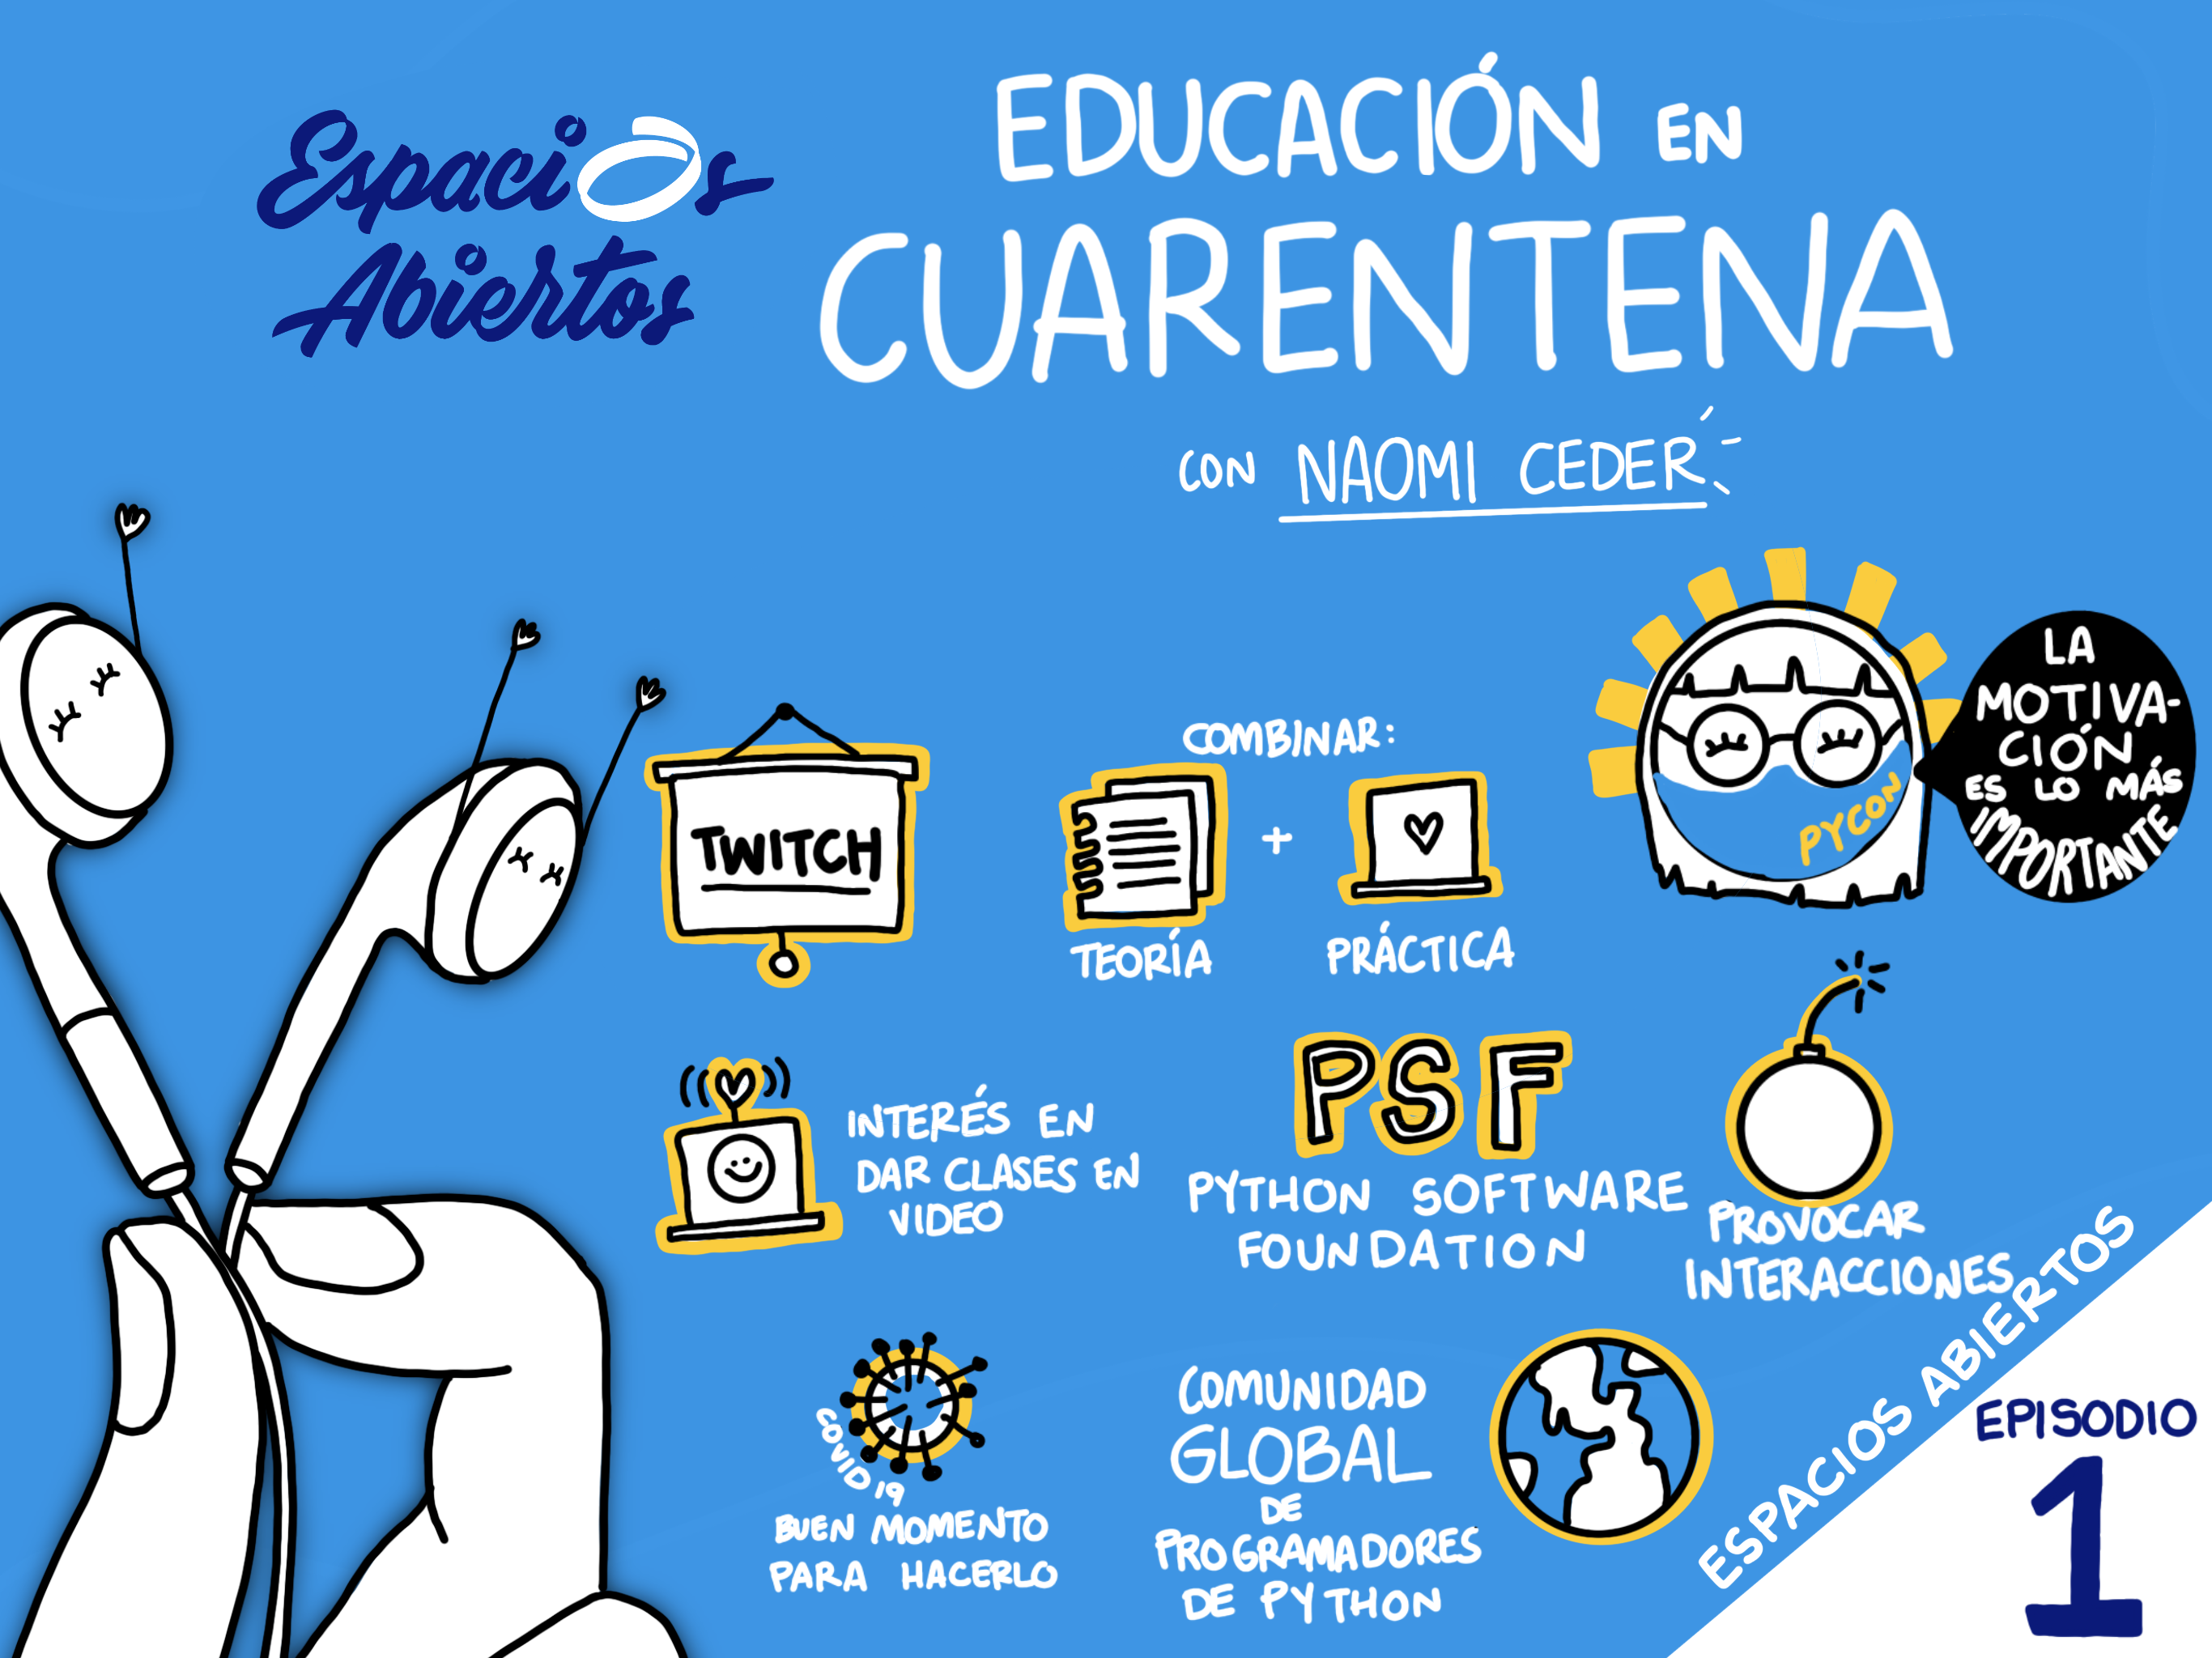 Espacios
Abiertos
EDUCACIÓN EN
CUARENTENA
CON NAOMI CEDER
LA
MOTIVA-
CIÓN
ES LO MÁS
IMPORTANTE
PYCON
TWITCH
COMBINAR:
+
TEORÍA
PRÁCTICA
INTERÉS EN
DAR CLASES EN
VIDEO
PSF
PYTHON SOFTWARE
FOUNDATION
PROVOCAR
INTERACCIONES
COVID 19
BUEN MOMENTO
PARA HACERLO
COMUNIDAD
GLOBAL
DE
PROGRAMADORES
DE PYTHON
ESPACIOS ABIERTOS
EPISODIO
1